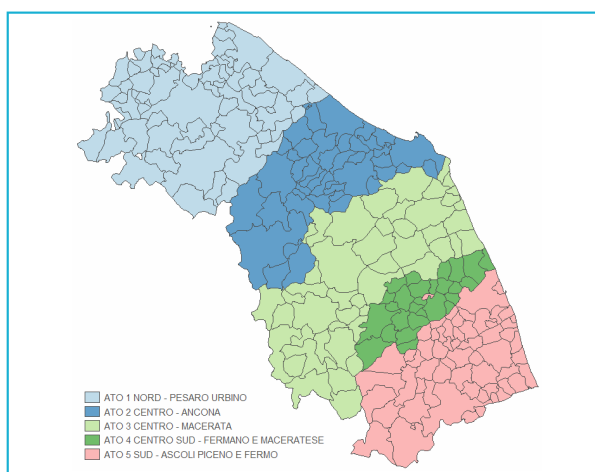 ATO 1 NORD - PESARO URBINO
ATO 2 CENTRO - ANCONA
ATO 3 CENTRO - MACERATA
ATO 4 CENTRO SUD - FERMANO E MACERATESE
ATO 5 SUD - ASCOLI PICENO E FERMO